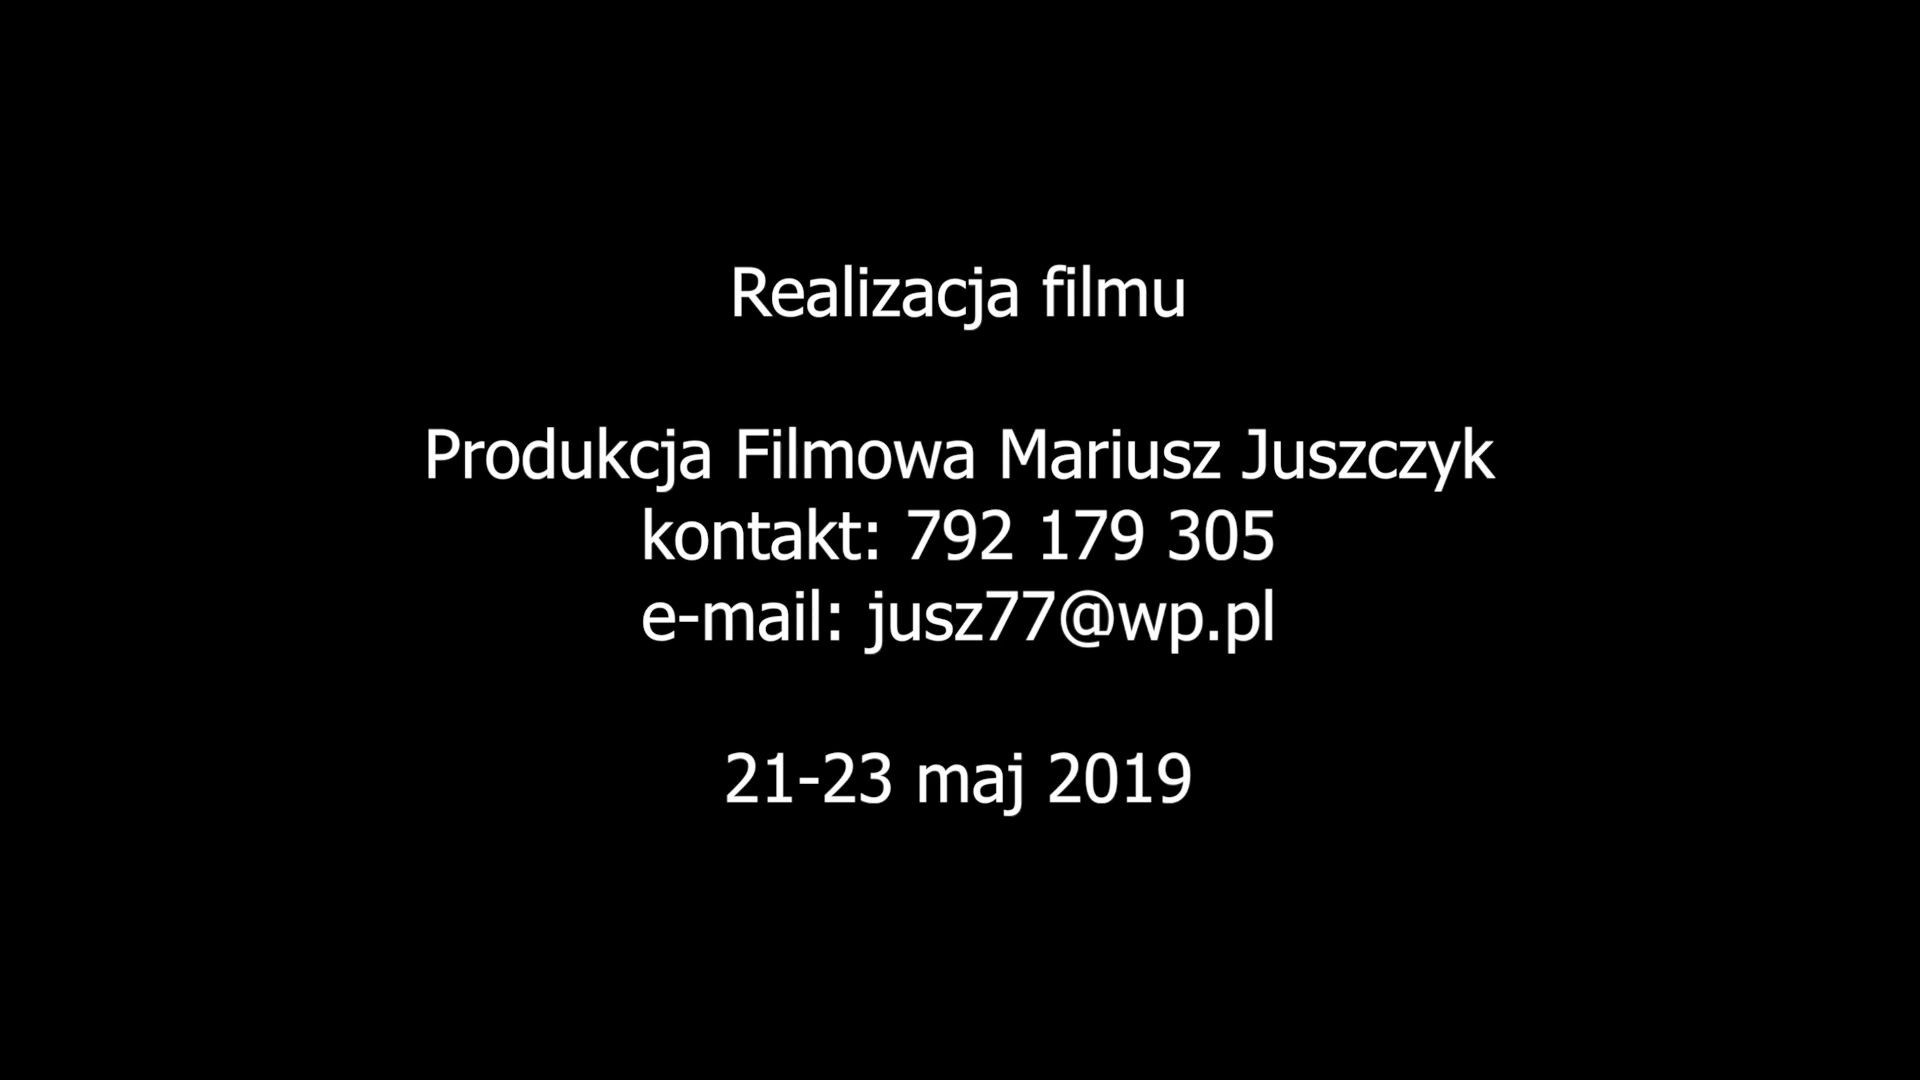 Realizacja filmu
Produkcja Filmowa Mariusz Juszczyk
kontakt: 792 179 305
e-mail: jusz77@wp.pl
21-23 maj 2019